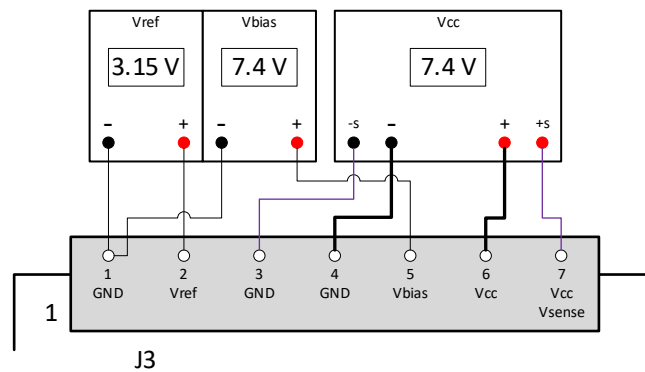 Vref Vbias Vcc
3.15 V 7.4 V 7.4 V
– + – + -s – + +s
1 2 3 4 5 6 7
GND Vref GND GND Vbias Vcc Vcc
Vsense
1
J3